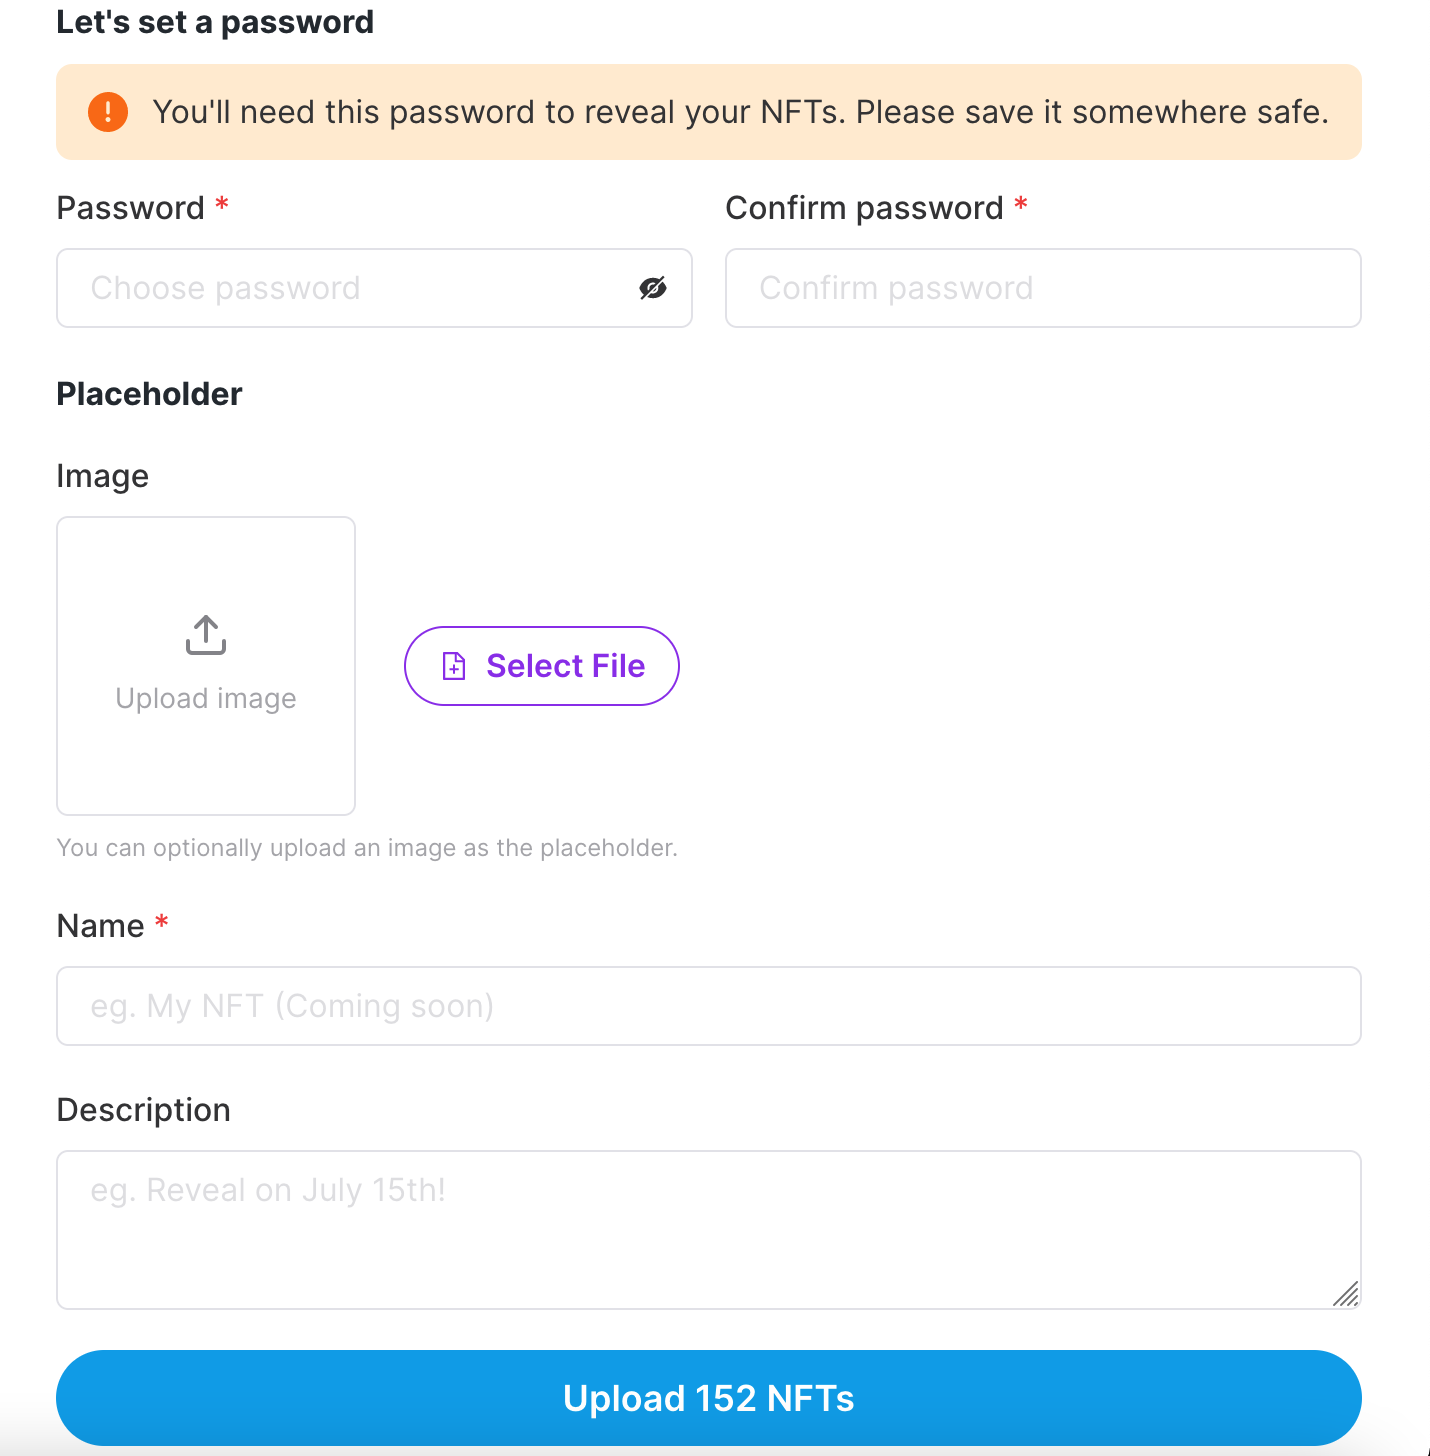 Let's set a password
You'll need this password to reveal your NFTs. Please save it somewhere safe.
Password *
Confirm password *
Choose password
Confirm password
Placeholder
Image
Upload image
Select File
You can optionally upload an image as the placeholder.
Name *
eg. My NFT (Coming soon)
Description
eg. Reveal on July 15th!
Upload 152 NFTs